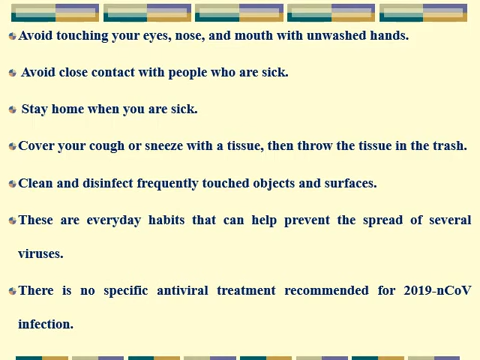 Avoid touching your eyes, nose, and mouth with unwashed hands.
Avoid close contact with people who are sick.
Stay home when you are sick.
Cover your cough or sneeze with a tissue, then throw the tissue in the trash.
Clean and disinfect frequently touched objects and surfaces.
These are everyday habits that can help prevent the spread of several
viruses.
There is no specific antiviral treatment recommended for 2019-nCoV
infection.